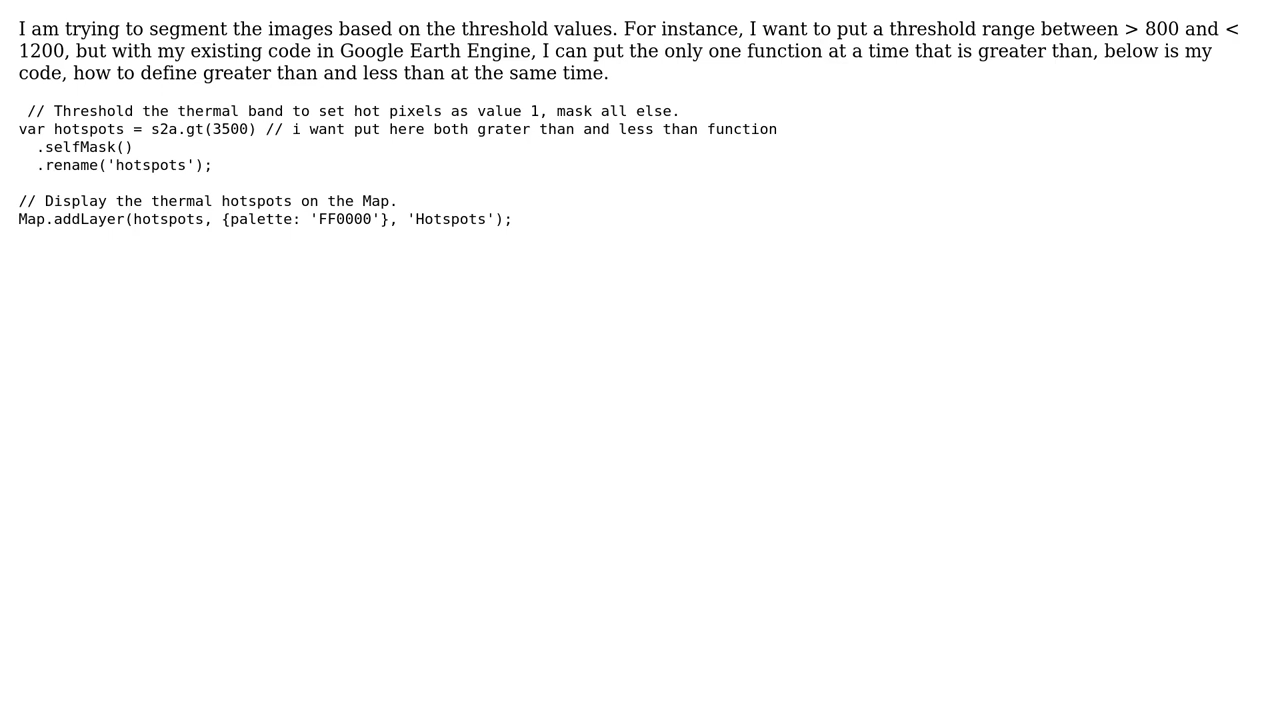 I am trying to segment the images based on the threshold values. For instance, I want to put a threshold range between > 800 and <
1200, but with my existing code in Google Earth Engine, I can put the only one function at a time that is greater than, below is my
code, how to define greater than and less than at the same time.
// Threshold the thermal band to set hot pixels as value 1, mask all else.
var hotspots = s2a.gt(3500) // i want put here both grater than and less than function
  .selfMask()
  .rename('hotspots');
// Display the thermal hotspots on the Map.
Map.addLayer(hotspots, {palette: 'FF0000'}, 'Hotspots');